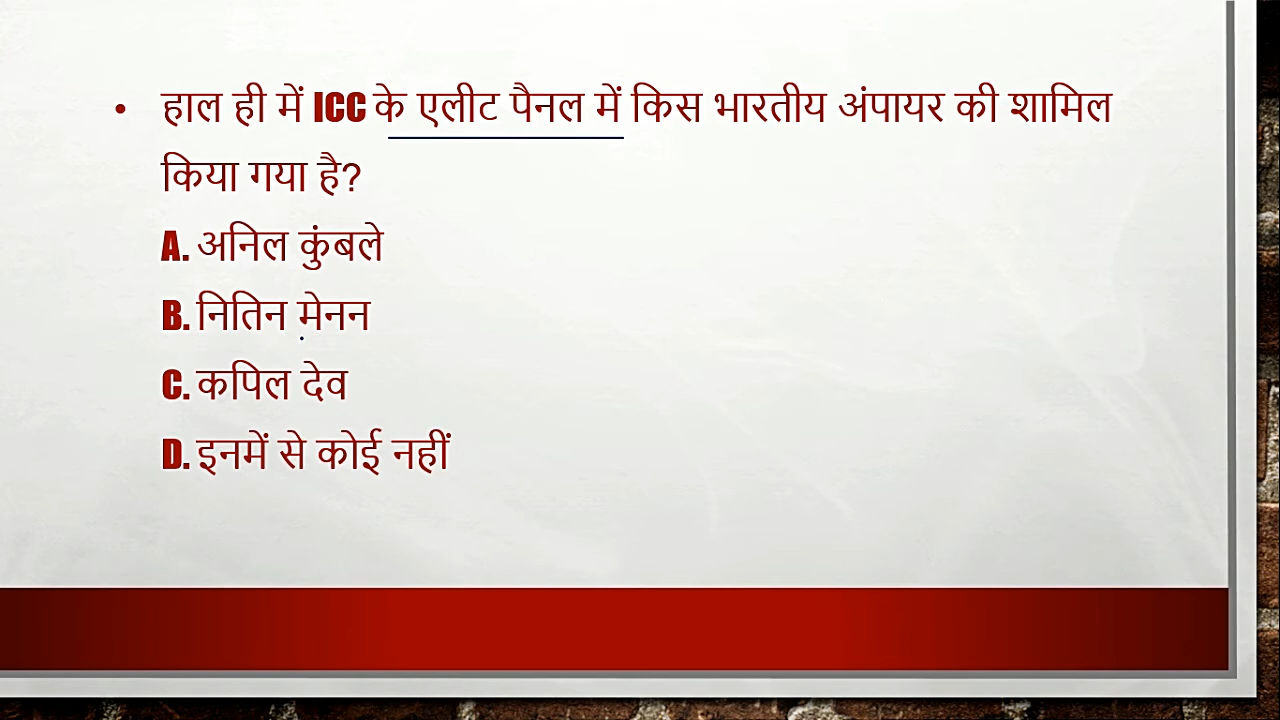 • हाल ही में ICC के एलीट पैनल में किस भारतीय अंपायर की शामिल
किया गया है?
A. अनिल कुंबले
B. नितिन मेनन
C. कपिल देव
D. इनमें से कोई नहीं